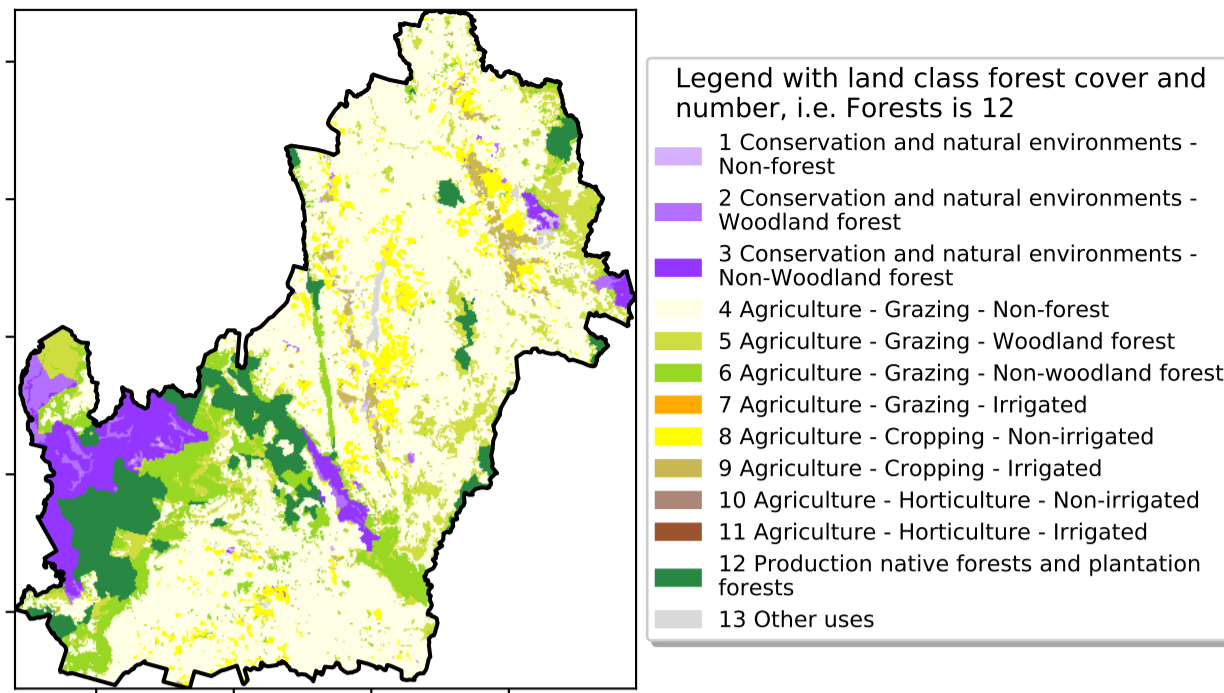 Legend with land class forest cover and
number, i.e. Forests is 12
1 Conservation and natural environments -
Non-forest
2 Conservation and natural environments -
Woodland forest
3 Conservation and natural environments -
Non-Woodland forest
4 Agriculture - Grazing - Non-forest
5 Agriculture - Grazing - Woodland forest
6 Agriculture - Grazing - Non-woodland forest
7 Agriculture - Grazing - Irrigated
8 Agriculture - Cropping - Non-irrigated
9 Agriculture - Cropping - Irrigated
10 Agriculture - Horticulture - Non-irrigated
11 Agriculture - Horticulture - Irrigated
12 Production native forests and plantation
forests
13 Other uses